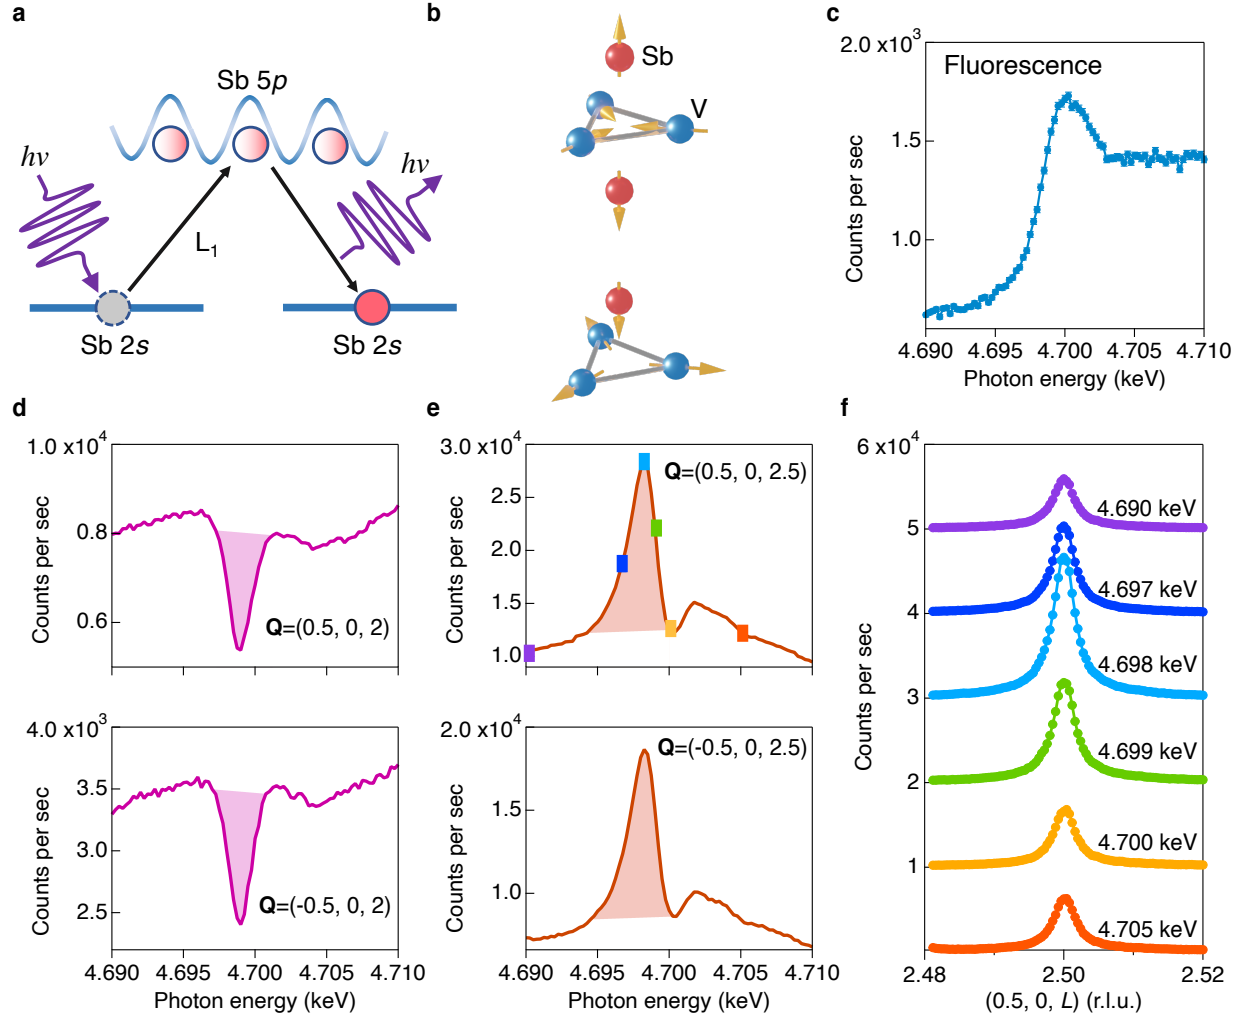 a
Sb 5p
hν
hν
L₁
Sb 2s
Sb 2s
b
Sb
V
c
2.0 x10³
Fluorescence
1.5
1.0
Counts per sec
4.690 4.695 4.700 4.705 4.710
Photon energy (keV)
d
1.0 x10⁴
0.8
0.6
Counts per sec
Q=(0.5, 0, 2)
4.0 x10³
3.5
3.0
2.5
Counts per sec
Q=(-0.5, 0, 2)
4.690 4.695 4.700 4.705 4.710
Photon energy (keV)
e
3.0 x10⁴
2.5
2.0
1.5
1.0
Counts per sec
Q=(0.5, 0, 2.5)
2.0 x10⁴
1.5
1.0
Counts per sec
Q=(-0.5, 0, 2.5)
4.690 4.695 4.700 4.705 4.710
Photon energy (keV)
f
6 x10⁴
5
4
3
2
1
Counts per sec
4.690 keV
4.697 keV
4.698 keV
4.699 keV
4.700 keV
4.705 keV
2.48 2.50 2.52
(0.5, 0, L) (r.l.u.)